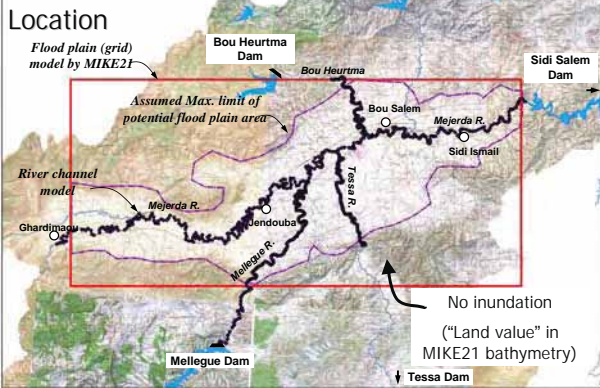 Location
Flood plain (grid)
model by MIKE21
Bou Heurtma
Dam
Bou Heurtma
Sidi Salem
Dam
Assumed Max. limit of
potential flood plain area
Bou Salem
Mejerda R.
Sidi Ismail
River channel
model
Mejerda R.
Tessa R.
Ghardimaou
Jendouba
Mellegue R.
No inundation
("Land value" in
MIKE21 bathymetry)
Mellegue Dam
Tessa Dam